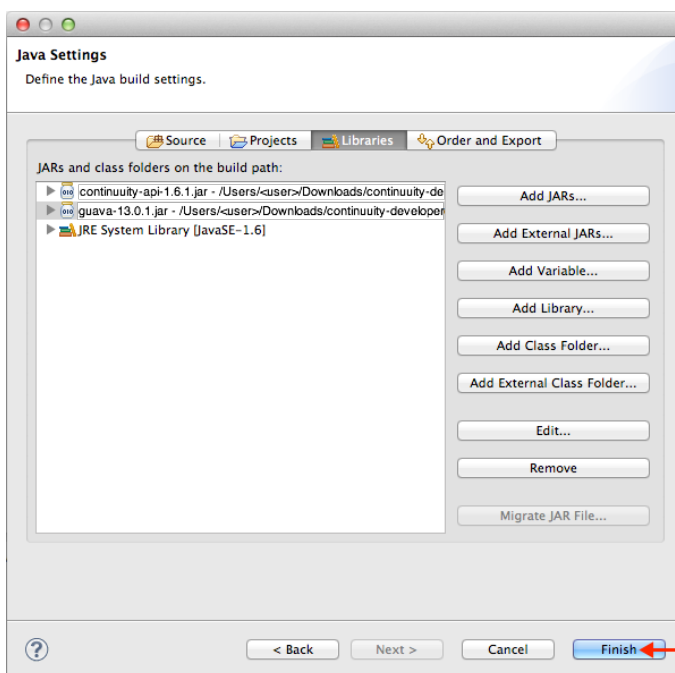 Java Settings
Define the Java build settings.
Source Projects Libraries Order and Export
JARs and class folders on the build path:
continuuity-api-1.6.1.jar - /Users/<user>/Downloads/continuuity-de
guava-13.0.1.jar - /Users/<user>/Downloads/continuuity-developer
JRE System Library [JavaSE-1.6]
Add JARs...
Add External JARs...
Add Variable...
Add Library...
Add Class Folder...
Add External Class Folder...
Edit...
Remove
Migrate JAR File...
? < Back Next > Cancel Finish